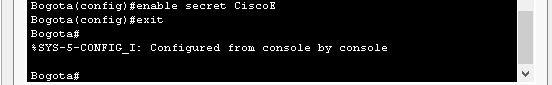 Bogota(config)#enable secret CiscoE
Bogota(config)#exit
Bogota#
%SYS-5-CONFIG_I: Configured from console by console
Bogota#